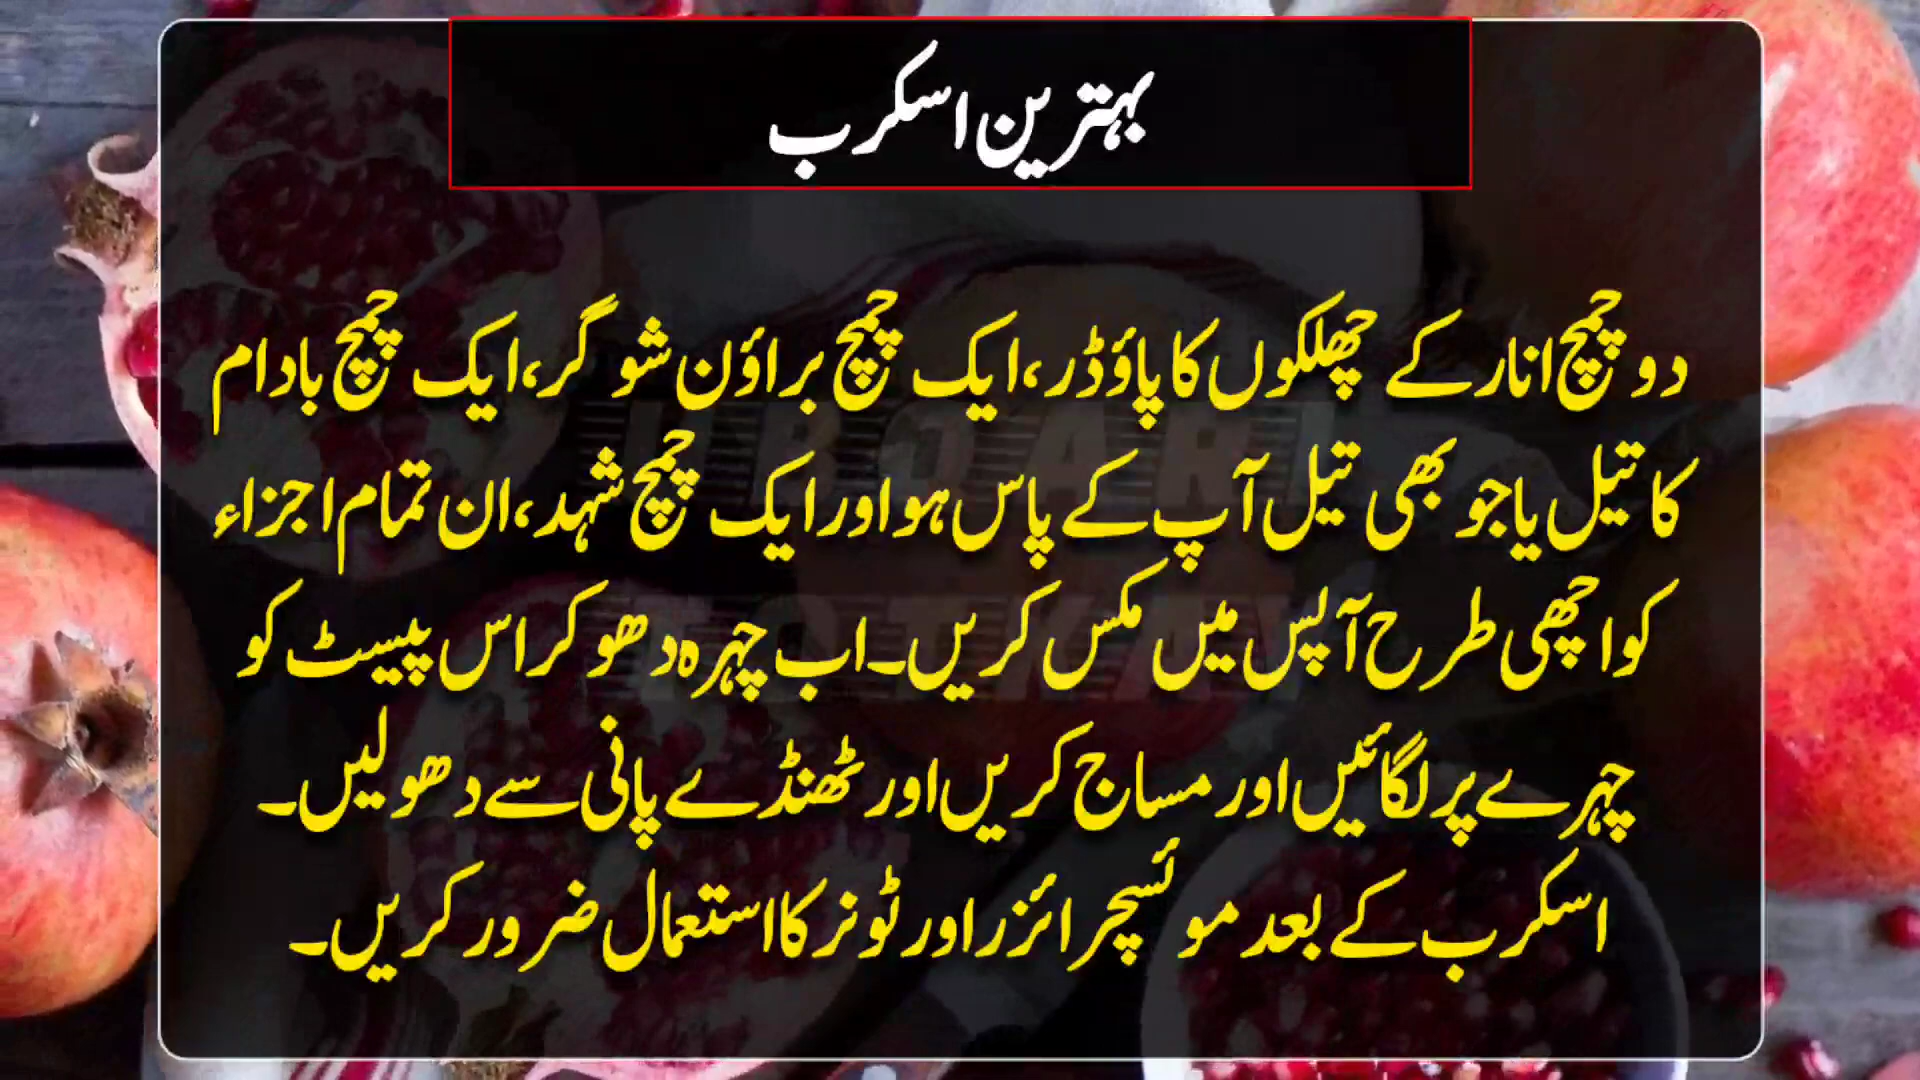 بہترین اسکرب
دو چمچ انار کے چھلکوں کا پاؤڈر، ایک چمچ براؤن شوگر، ایک چمچ بادام
کا تیل یا جو بھی تیل آپ کے پاس ہو اور ایک چمچ شہد، ان تمام اجزاء
کو اچھی طرح آپس میں مکس کریں۔ اب چہرہ دھو کر اس پیسٹ کو
چہرے پر لگائیں اور مساج کریں اور ٹھنڈے پانی سے دھولیں۔
اسکرب کے بعد موئسچرائزر اور ٹونر کا استعمال ضرور کریں۔